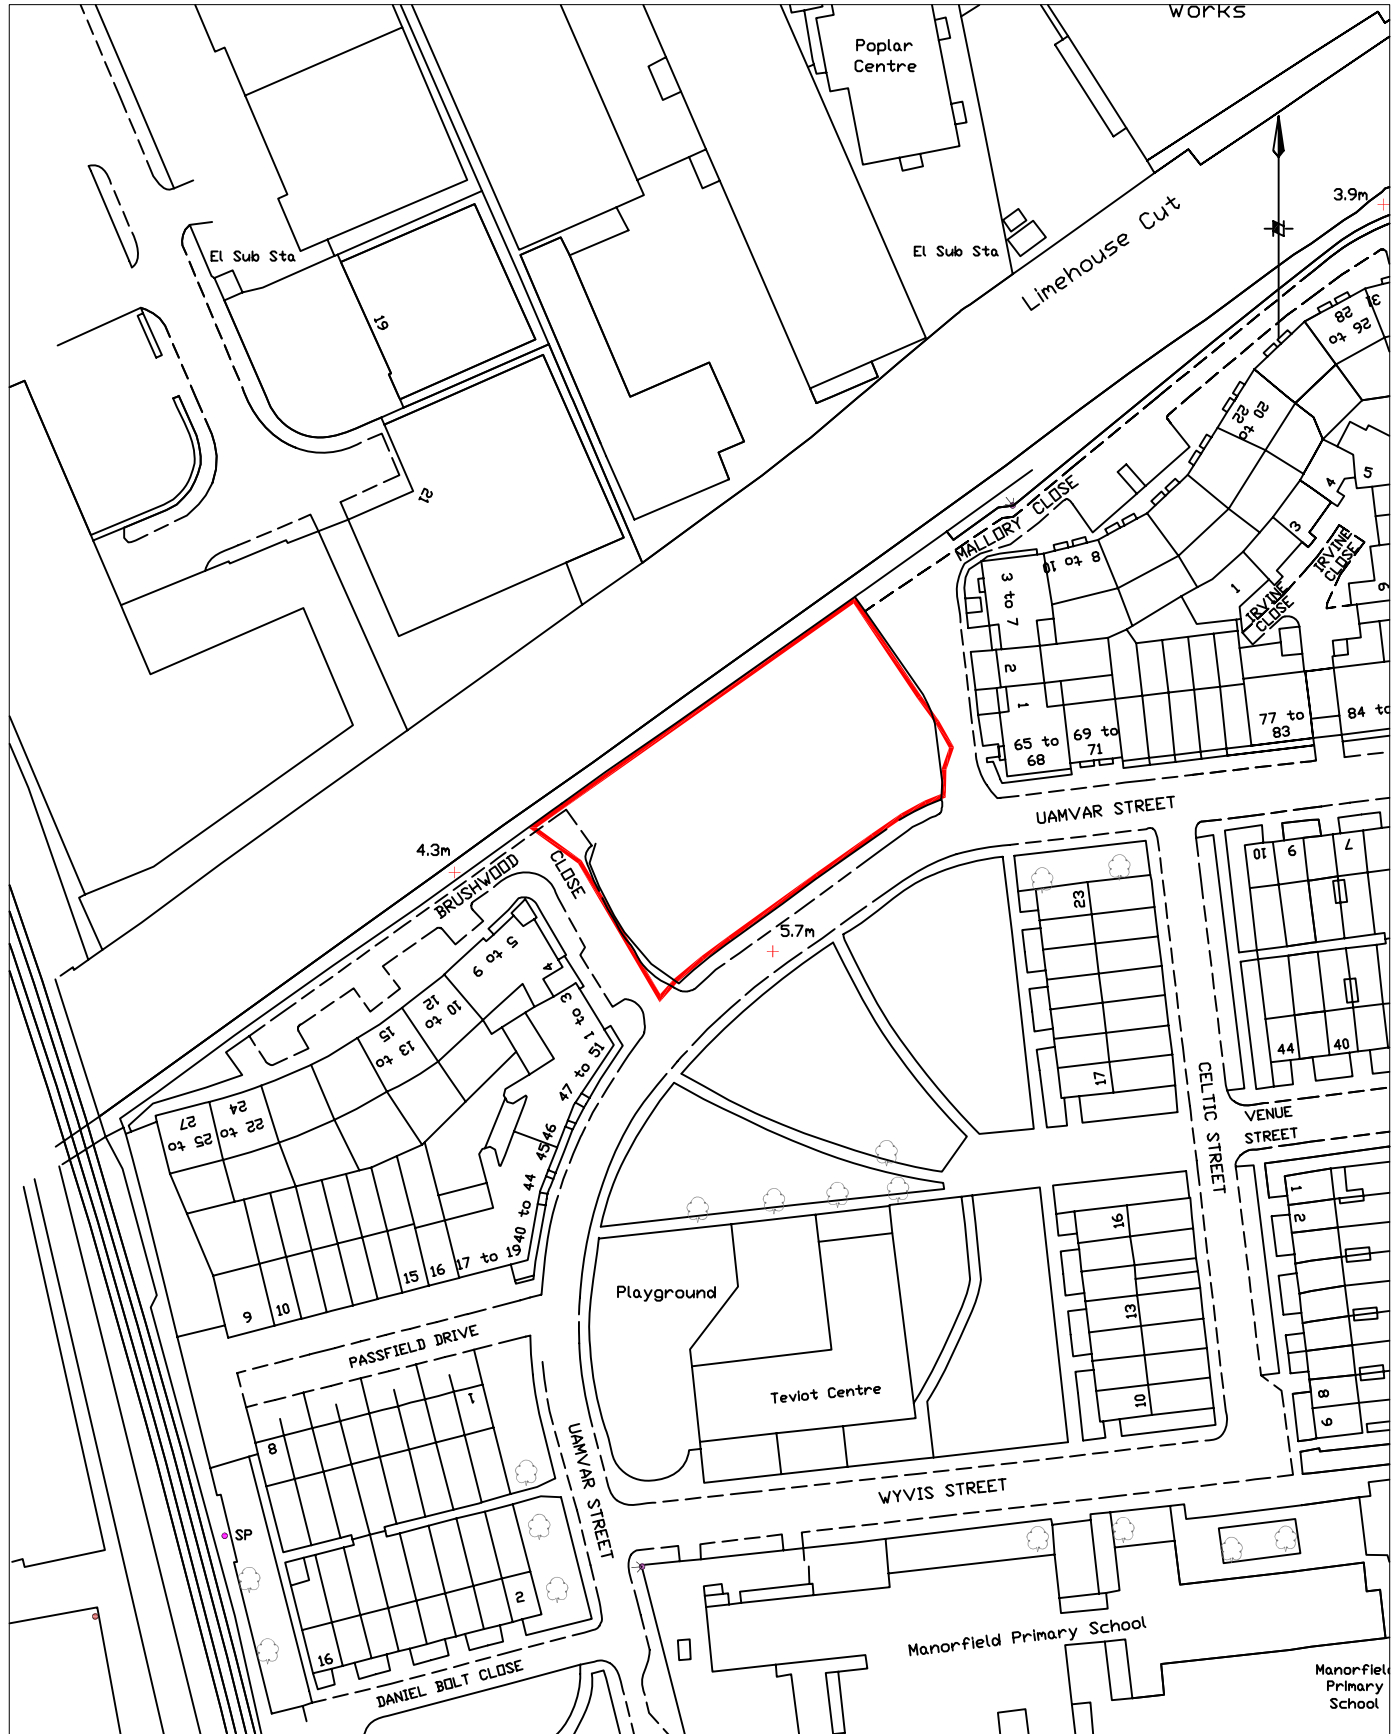 Works
Poplar
Centre
3.9m
Limehouse Cut
El Sub Sta
El Sub Sta
19
21
31
28
to
26
22
to
20
5
4
3
1
IRVINE
CLOSE
IRVINE
CLOSE
MALLORY CLOSE
8 to 10
3 to 7
2
1
65 to
68
69 to
71
77 to
83
84 to
UAMVAR STREET
4.3m
BRUSHWOOD
CLOSE
5.7m
23
17
10
9
7
44
40
CELTIC STREET
VENUE
STREET
5 to 9
4
3 to 1
10 to 12
13 to 15
22 to 24
25 to 27
47 to 51
46
45
40 to 44
9
10
15
16
17 to 19
PASSFIELD DRIVE
Playground
Teviot Centre
16
13
10
1
2
8
9
1
8
UAMVAR STREET
WYVIS STREET
SP
2
16
DANIEL BOLT CLOSE
Manorfield Primary School
Manorfiel
Primary
School